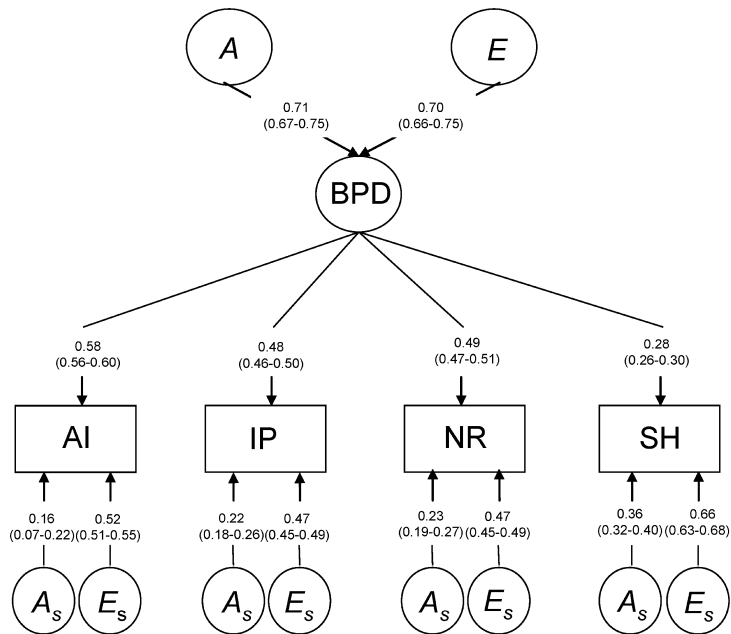 A E
0.71 0.70
(0.67-0.75) (0.66-0.75)
BPD
0.58 0.48 0.49 0.28
(0.56-0.60) (0.46-0.50) (0.47-0.51) (0.26-0.30)
AI IP NR SH
0.16 0.52 0.22 0.47 0.23 0.47 0.36 0.66
(0.07-0.22)(0.51-0.55) (0.18-0.26)(0.45-0.49) (0.19-0.27) (0.45-0.49) (0.32-0.40) (0.63-0.68)
As Es As Es As Es As Es